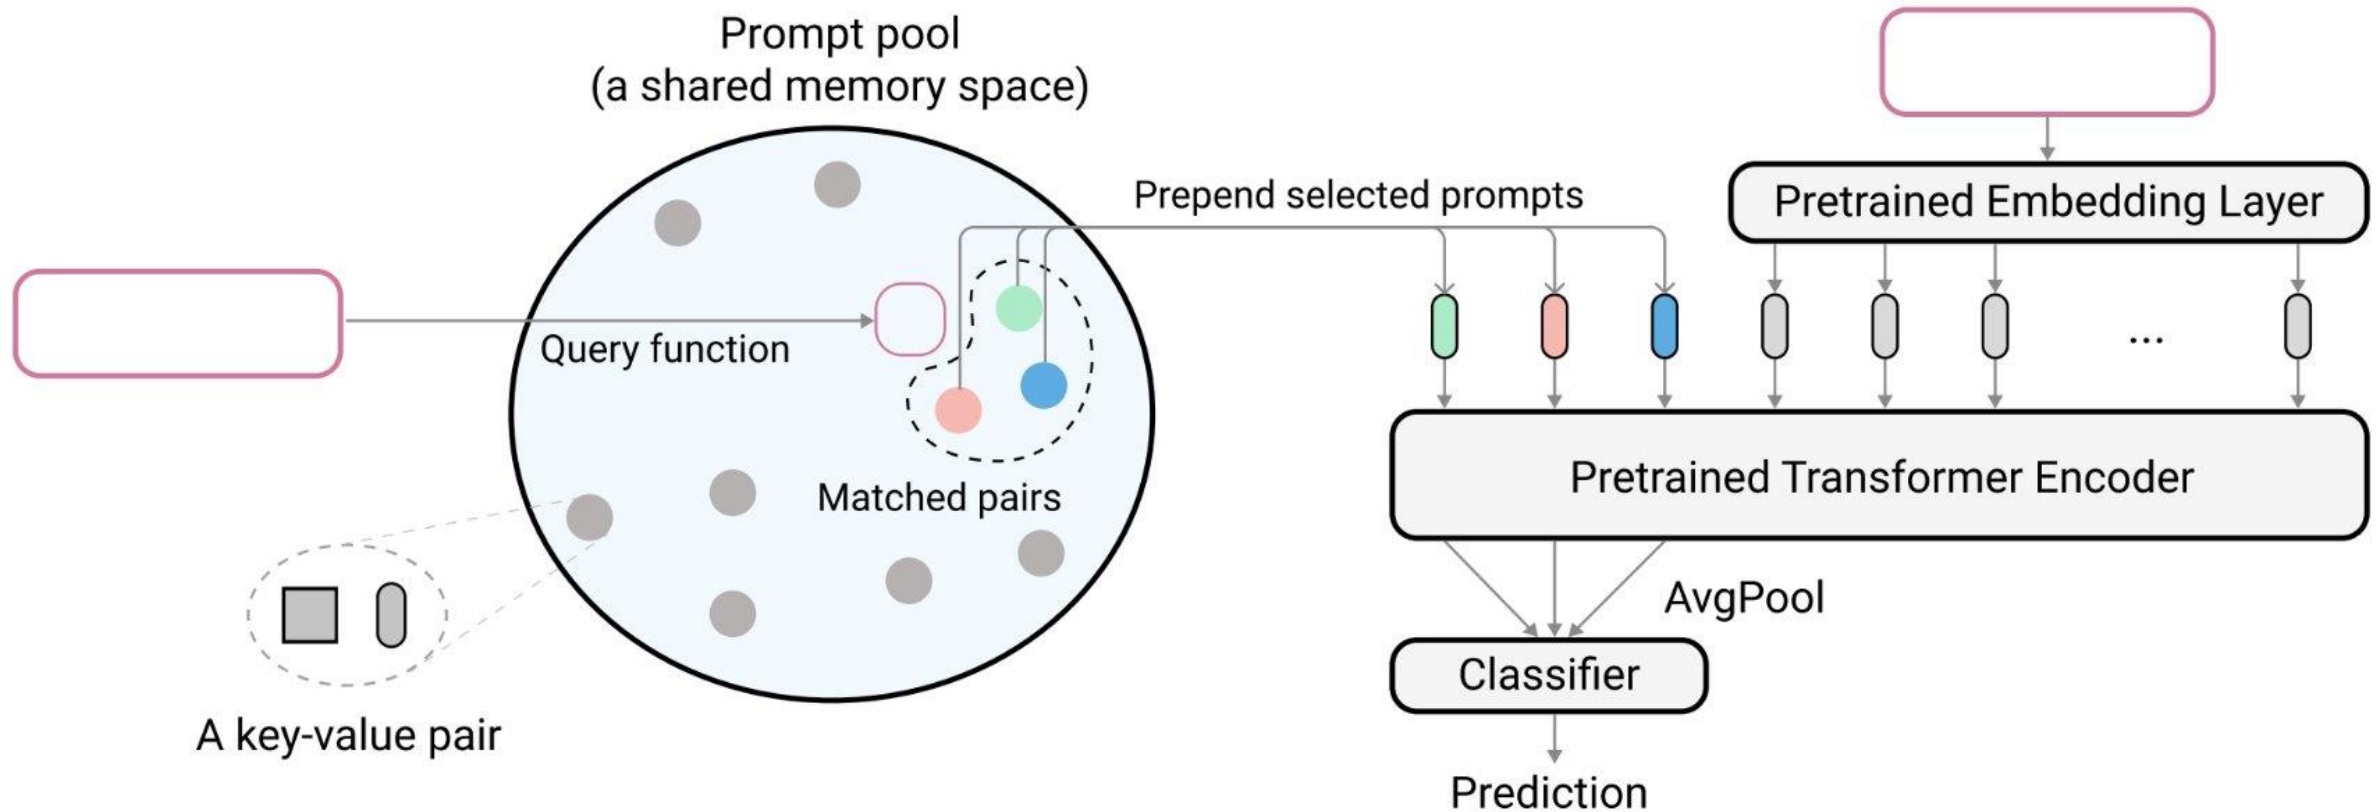 Prompt pool
(a shared memory space)
Prepend selected prompts
Pretrained Embedding Layer
Query function
...
Matched pairs
Pretrained Transformer Encoder
AvgPool
Classifier
A key-value pair
Prediction